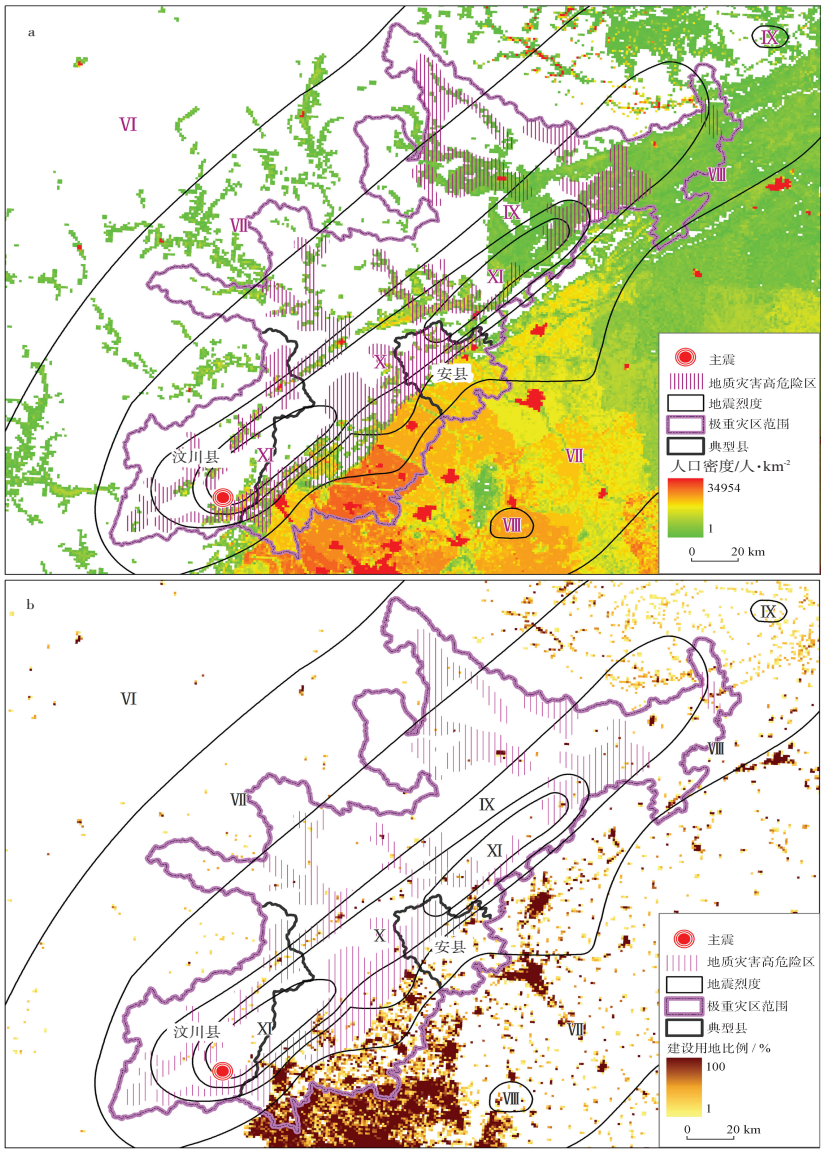 a
IX
VI
VIII
IX
VII
XI
X
安县
汶川县
XI
VII
VIII
主震
地质灾害高危险区
地震烈度
极重灾区范围
典型县
人口密度/人·km⁻²
34954
1
0 20 km
b
IX
VI
VIII
VII
IX
XI
X
安县
汶川县
XI
VII
VIII
主震
地质灾害高危险区
地震烈度
极重灾区范围
典型县
建设用地比例/%
100
1
0 20 km